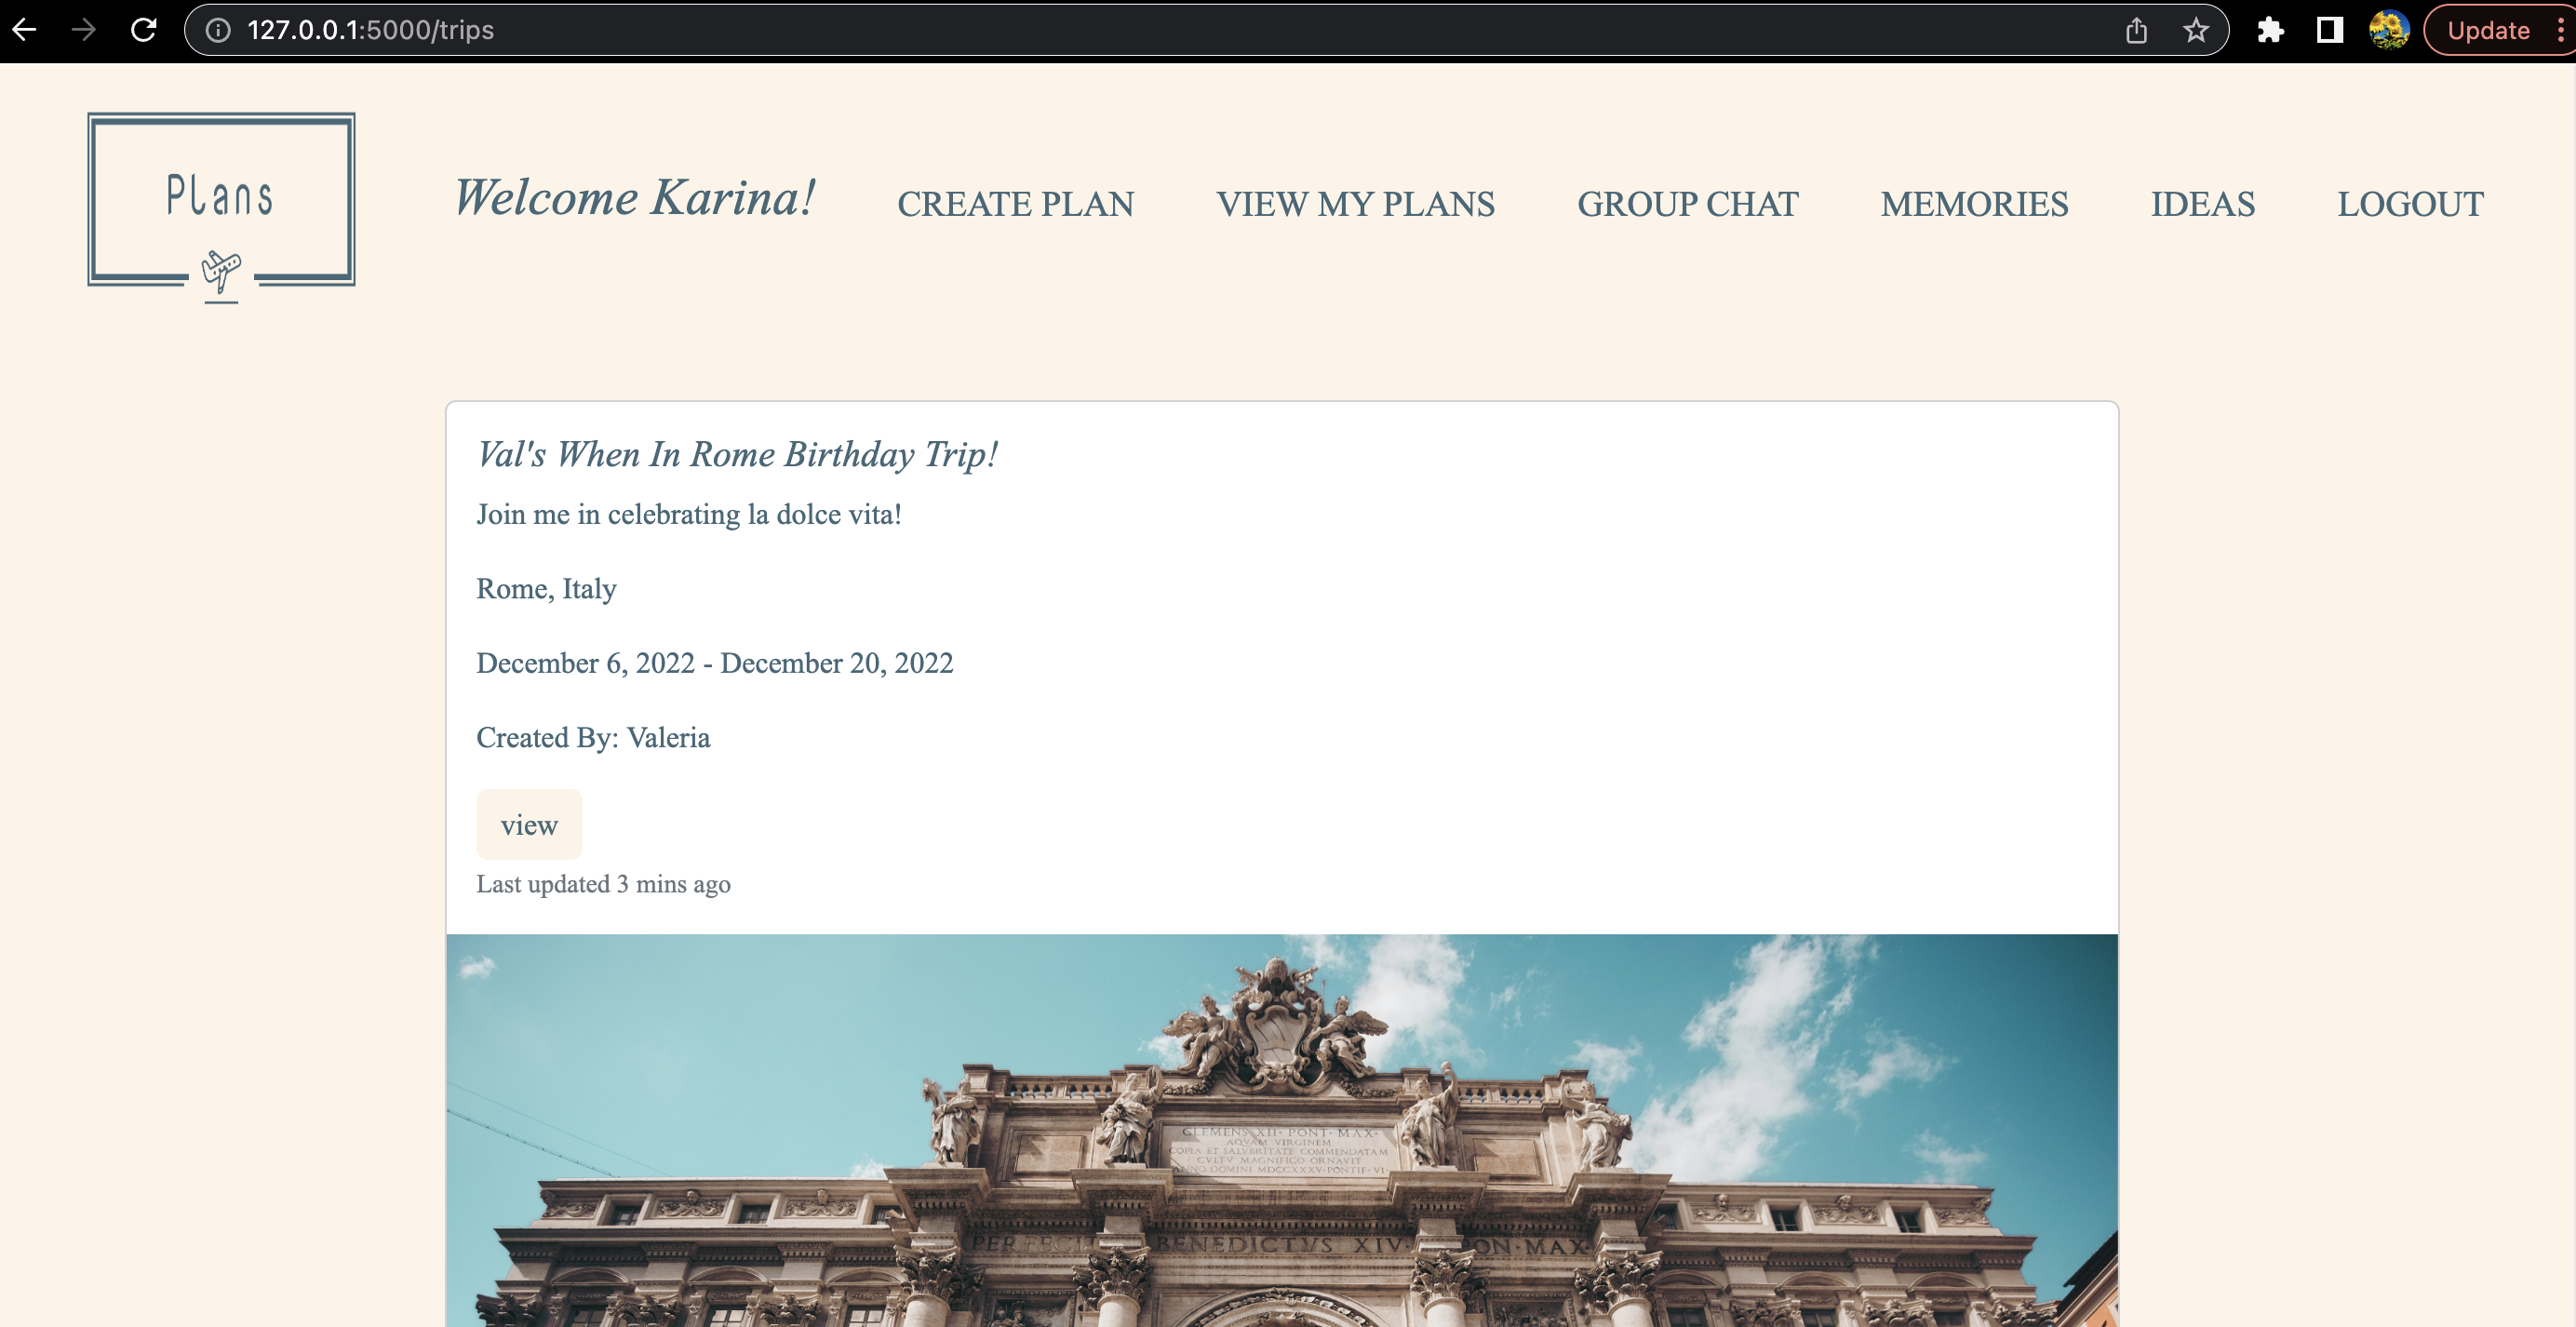 127.0.0.1:5000/trips
Update
Plans
Welcome Karina!
CREATE PLAN
VIEW MY PLANS
GROUP CHAT
MEMORIES
IDEAS
LOGOUT
Val's When In Rome Birthday Trip!
Join me in celebrating la dolce vita!
Rome, Italy
December 6, 2022 - December 20, 2022
Created By: Valeria
view
Last updated 3 mins ago
CLEMENS XII · PONT · MAX ·
AQVAM VIRGINEM
COPIA ET SALVBRITATE COMMENDATAM
CVLTV MAGNIFICO ORNAVIT
ANNO DOMINI MDCCXXXV · PONTIF · VI
PERFECIT BENEDICTVS XIV · PON · MAX